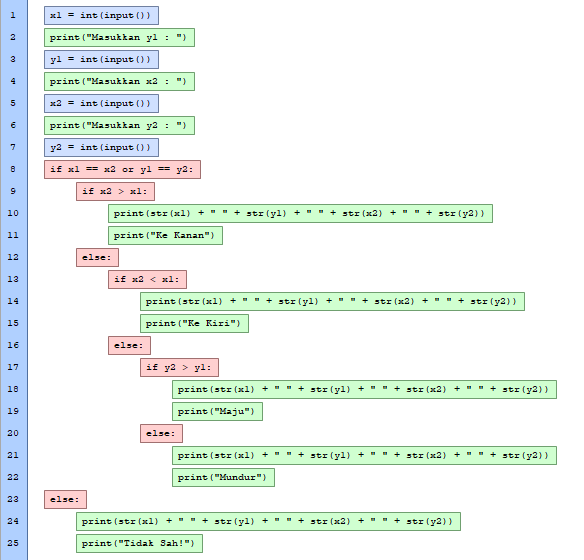 1 x1 = int(input())
2 print("Masukkan y1 : ")
3 y1 = int(input())
4 print("Masukkan x2 : ")
5 x2 = int(input())
6 print("Masukkan y2 : ")
7 y2 = int(input())
8 if x1 == x2 or y1 == y2:
9 if x2 > x1:
10 print(str(x1) + " " + str(y1) + " " + str(x2) + " " + str(y2))
11 print("Ke Kanan")
12 else:
13 if x2 < x1:
14 print(str(x1) + " " + str(y1) + " " + str(x2) + " " + str(y2))
15 print("Ke Kiri")
16 else:
17 if y2 > y1:
18 print(str(x1) + " " + str(y1) + " " + str(x2) + " " + str(y2))
19 print("Maju")
20 else:
21 print(str(x1) + " " + str(y1) + " " + str(x2) + " " + str(y2))
22 print("Mundur")
23 else:
24 print(str(x1) + " " + str(y1) + " " + str(x2) + " " + str(y2))
25 print("Tidak Sah!")